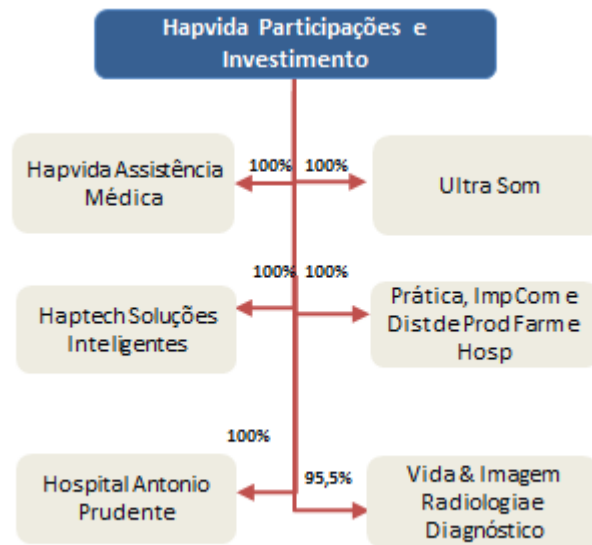 Hapvida Participações e
Investimento
100% 100%
Hapvida Assistência
Médica
Ultra Som
100% 100%
Haptech Soluções
Inteligentes
Prática, Imp Com e
Dist de Prod Farm e
Hosp
100%
95,5%
Hospital Antonio
Prudente
Vida & Imagem
Radiologia e
Diagnóstico